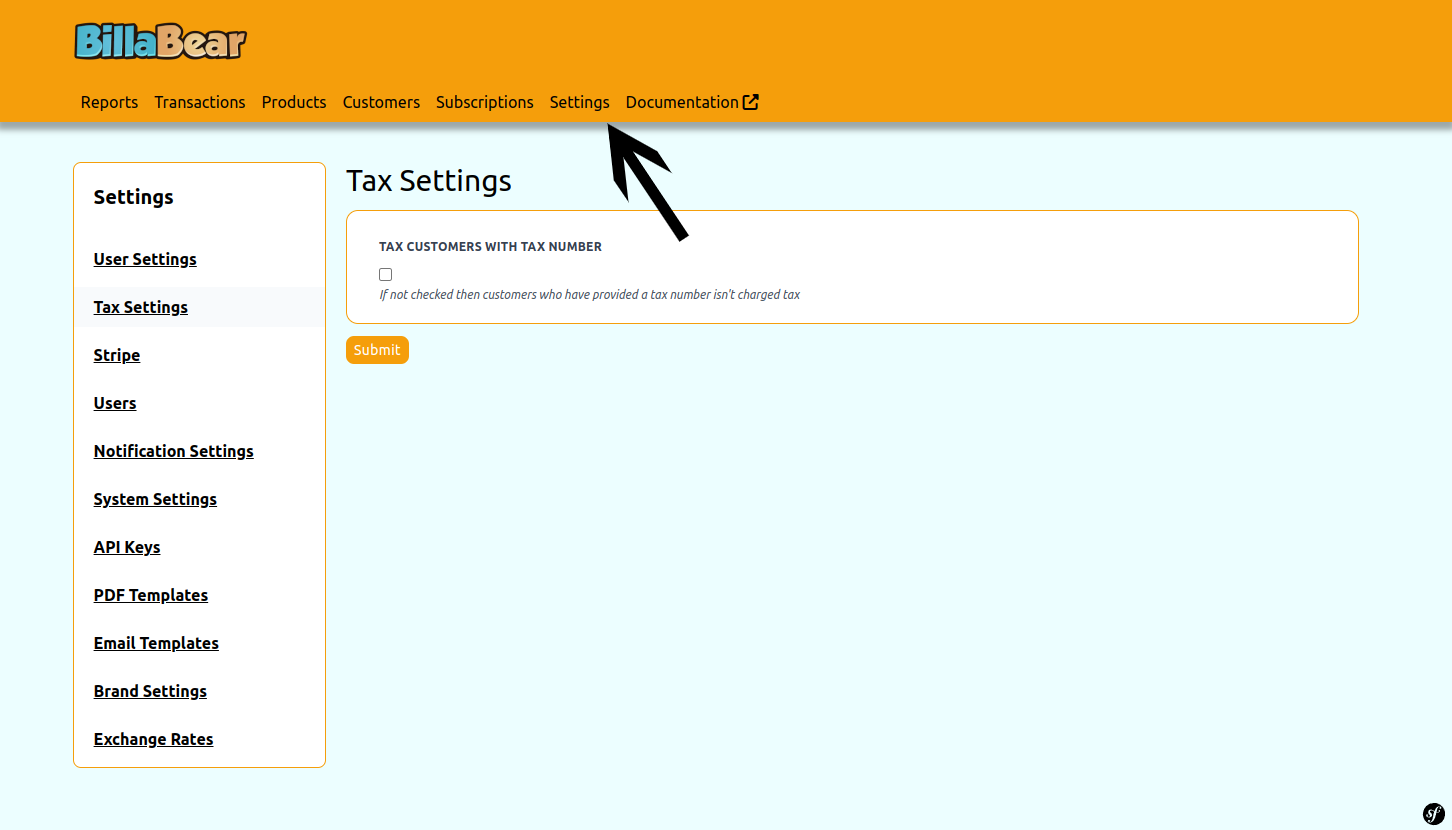 BillaBear
Reports Transactions Products Customers Subscriptions Settings Documentation
Settings
User Settings
Tax Settings
Stripe
Users
Notification Settings
System Settings
API Keys
PDF Templates
Email Templates
Brand Settings
Exchange Rates
Tax Settings
TAX CUSTOMERS WITH TAX NUMBER
If not checked then customers who have provided a tax number isn't charged tax
Submit
sf